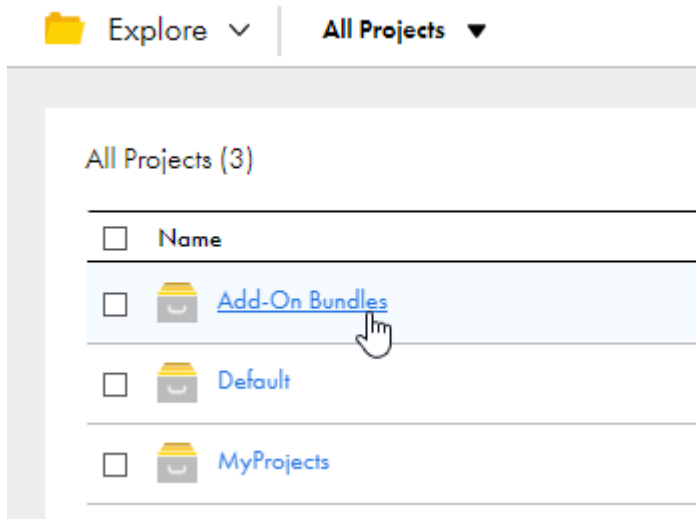 Explore All Projects
All Projects (3)
Name
Add-On Bundles
Default
MyProjects